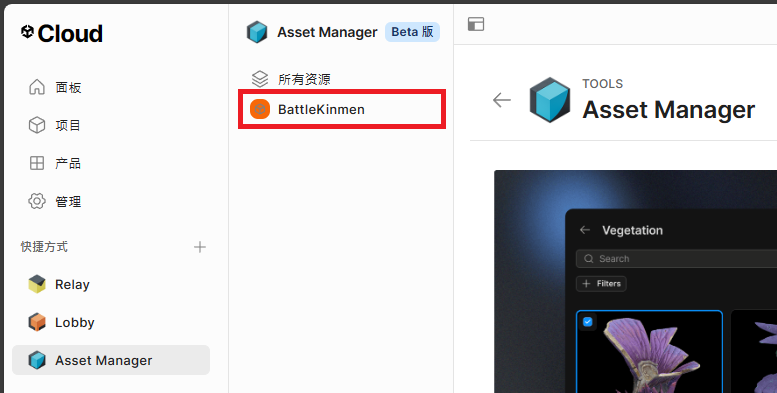 Cloud
面板
项目
产品
管理
快捷方式
Relay
Lobby
Asset Manager
Asset Manager Beta 版
所有资源
BattleKinmen
TOOLS
Asset Manager
Vegetation
Search
Filters